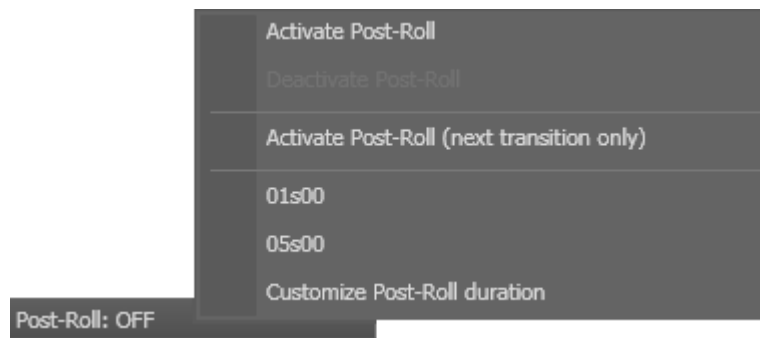 Activate Post-Roll
Deactivate Post-Roll
Activate Post-Roll (next transition only)
01s00
05s00
Customize Post-Roll duration
Post-Roll: OFF